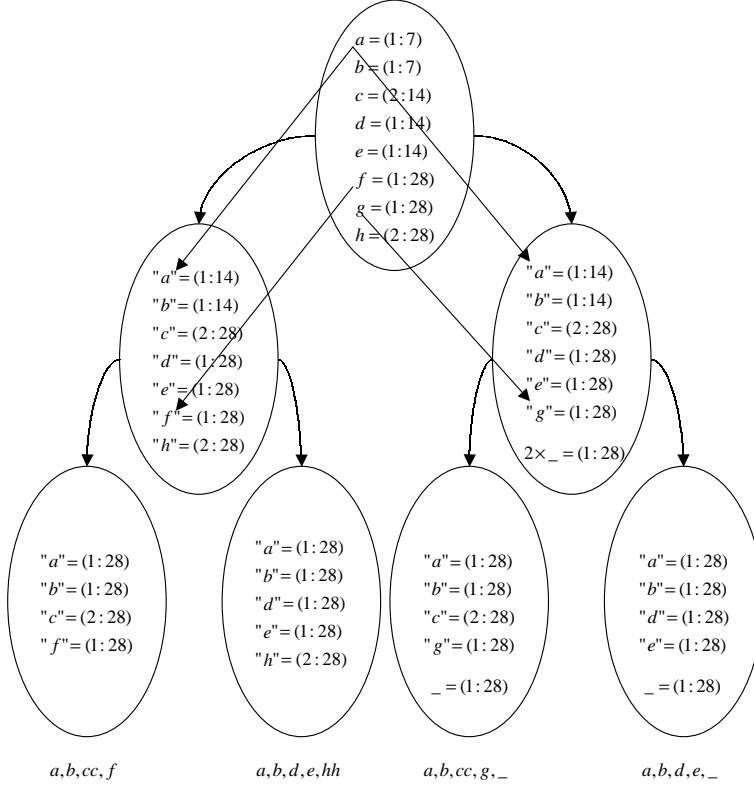 a = (1:7)
b = (1:7)
c = (2:14)
d = (1:14)
e = (1:14)
f = (1:28)
g = (1:28)
h = (2:28)
"a" = (1:14)
"b" = (1:14)
"c" = (2:28)
"d" = (1:28)
"e" = (1:28)
"f" = (1:28)
"h" = (2:28)
"a" = (1:14)
"b" = (1:14)
"c" = (2:28)
"d" = (1:28)
"e" = (1:28)
"g" = (1:28)
2×_ = (1:28)
"a" = (1:28)
"b" = (1:28)
"c" = (2:28)
"f" = (1:28)
"a" = (1:28)
"b" = (1:28)
"d" = (1:28)
"e" = (1:28)
"h" = (2:28)
"a" = (1:28)
"b" = (1:28)
"c" = (2:28)
"g" = (1:28)
_ = (1:28)
"a" = (1:28)
"b" = (1:28)
"d" = (1:28)
"e" = (1:28)
_ = (1:28)
a,b,cc,f
a,b,d,e,hh
a,b,cc,g,_
a,b,d,e,_